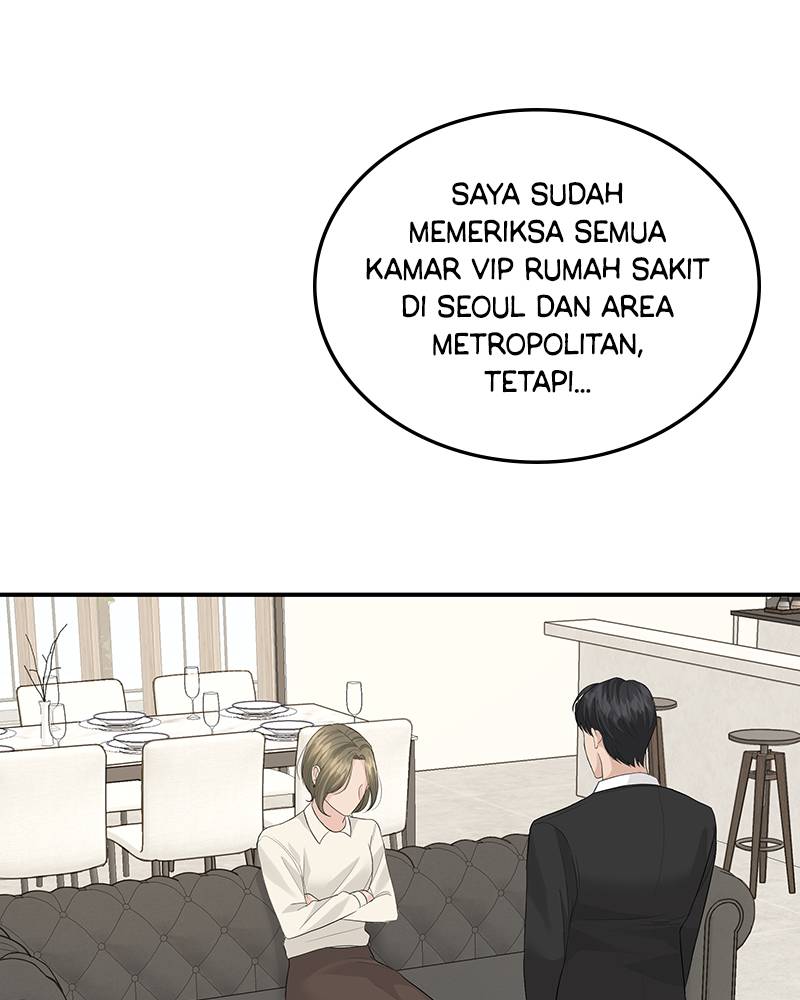 SAYA SUDAH
MEMERIKSA SEMUA
KAMAR VIP RUMAH SAKIT
DI SEOUL DAN AREA
METROPOLITAN,
TETAPI...